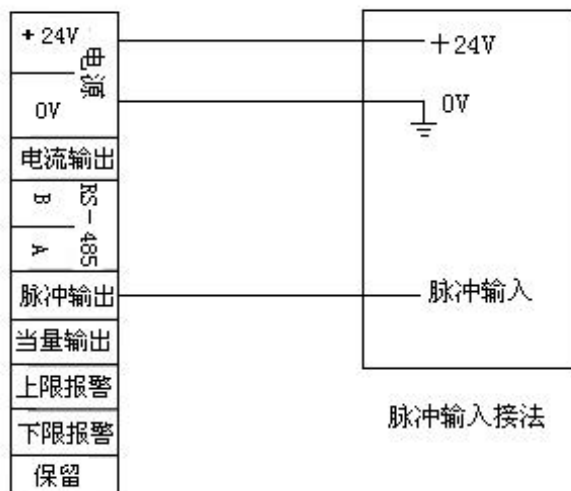 +24V
电源
0V
电流输出
RS-485
B
A
脉冲输出
当量输出
上限报警
下限报警
保留
+24V
0V
脉冲输入
脉冲输入接法